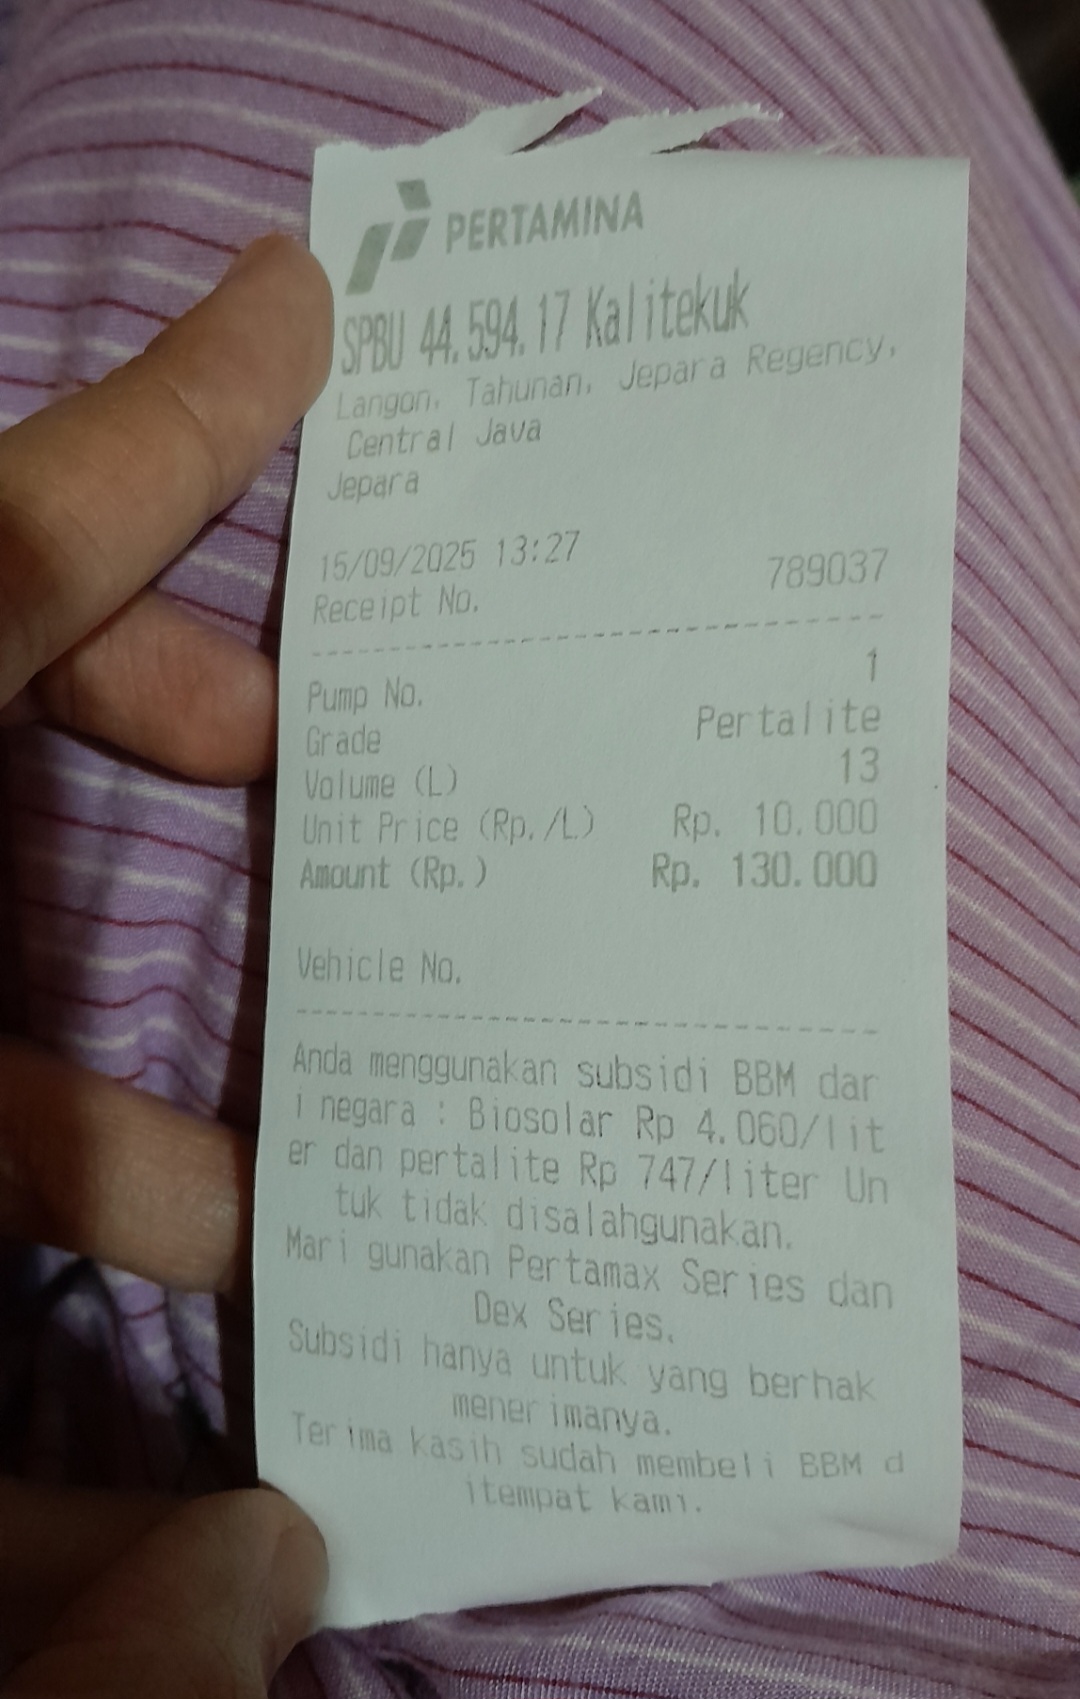 PERTAMINA
SPBU 44.594.17 Kalitekuk
Langon, Tahunan, Jepara Regency,
Central Java
Jepara
15/09/2025 13:27
Receipt No. 789037
Pump No. 1
Grade Pertalite
Volume (L) 13
Unit Price (Rp./L) Rp. 10.000
Amount (Rp.) Rp. 130.000
Vehicle No.
Anda menggunakan subsidi BBM dar
i negara : Biosolar Rp 4.060/lit
er dan pertalite Rp 747/liter Un
tuk tidak disalahgunakan.
Mari gunakan Pertamax Series dan
Dex Series.
Subsidi hanya untuk yang berhak
menerimanya.
Terima kasih sudah membeli BBM d
itempat kami.